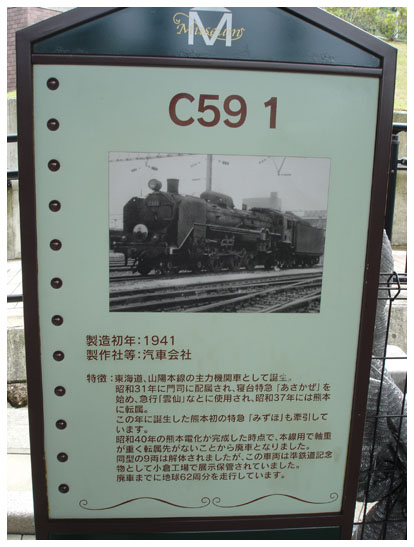 M
Museum
C59 1
製造初年：1941
製作社等：汽車会社
特徴：東海道、山陽本線の主力機関車として誕生。
昭和31年に門司に配属され、寝台特急「あさかぜ」を
始め、急行「雲仙」などに使用され、昭和37年には熊本
に転属。
この年に誕生した熊本初の特急「みずほ」も牽引して
います。
昭和40年の熊本電化が完成した時点で、本線用で軸重
が重く転属先がないことから廃車となりました。
同型の9両は解体されましたが、この車両は準鉄道記念
物として小倉工場で展示保管されていました。
廃車までに地球62周分を走行しています。